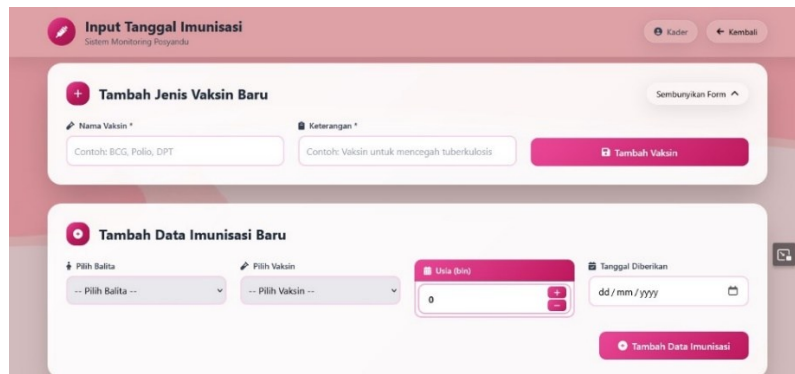 Input Tanggal Imunisasi
Sistem Monitoring Posyandu
Kader
Kembali
Tambah Jenis Vaksin Baru
Sembunyikan Form
Nama Vaksin *
Keterangan *
Contoh: BCG, Polio, DPT
Contoh: Vaksin untuk mencegah tuberkulosis
Tambah Vaksin
Tambah Data Imunisasi Baru
Pilih Balita
Pilih Vaksin
Usia (bln)
Tanggal Diberikan
-- Pilih Balita --
-- Pilih Vaksin --
0
dd/mm/yyyy
Tambah Data Imunisasi